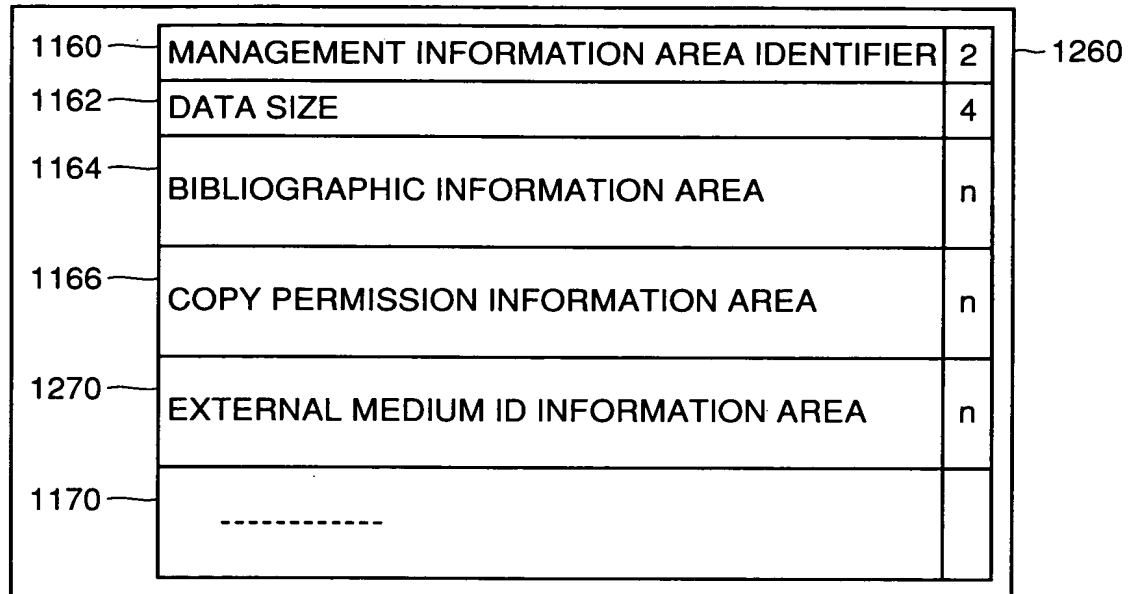 1160 MANAGEMENT INFORMATION AREA IDENTIFIER 2 1260
1162 DATA SIZE 4
1164 BIBLIOGRAPHIC INFORMATION AREA n
1166 COPY PERMISSION INFORMATION AREA n
1270 EXTERNAL MEDIUM ID INFORMATION AREA n
1170 ------------